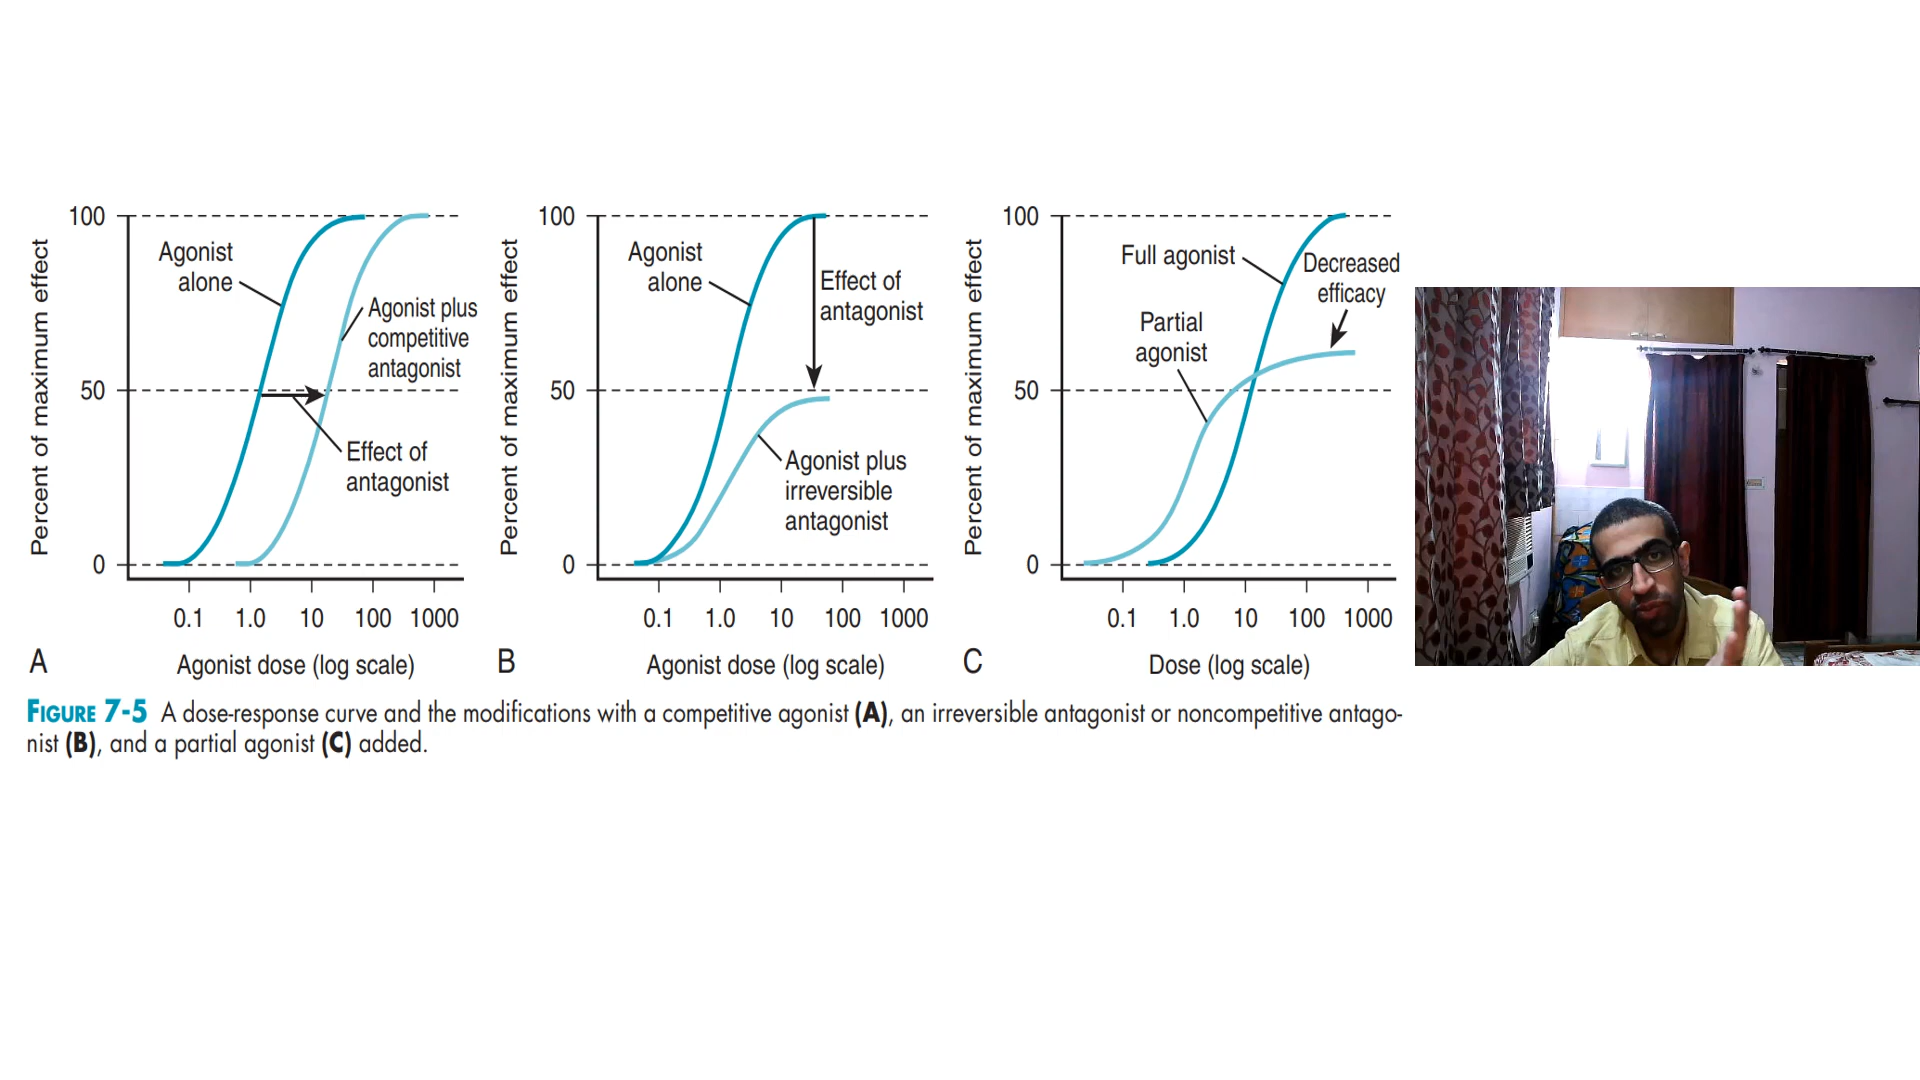 Percent of maximum effect
100
50
0
Agonist
alone
Agonist plus
competitive
antagonist
Effect of
antagonist
0.1 1.0 10 100 1000
A
Agonist dose (log scale)
Percent of maximum effect
100
50
0
Agonist
alone
Effect of
antagonist
Agonist plus
irreversible
antagonist
0.1 1.0 10 100 1000
B
Agonist dose (log scale)
Percent of maximum effect
100
50
0
Full agonist
Decreased
efficacy
Partial
agonist
0.1 1.0 10 100 1000
C
Dose (log scale)
FIGURE 7-5 A dose-response curve and the modifications with a competitive agonist (A), an irreversible antagonist or noncompetitive antago-
nist (B), and a partial agonist (C) added.